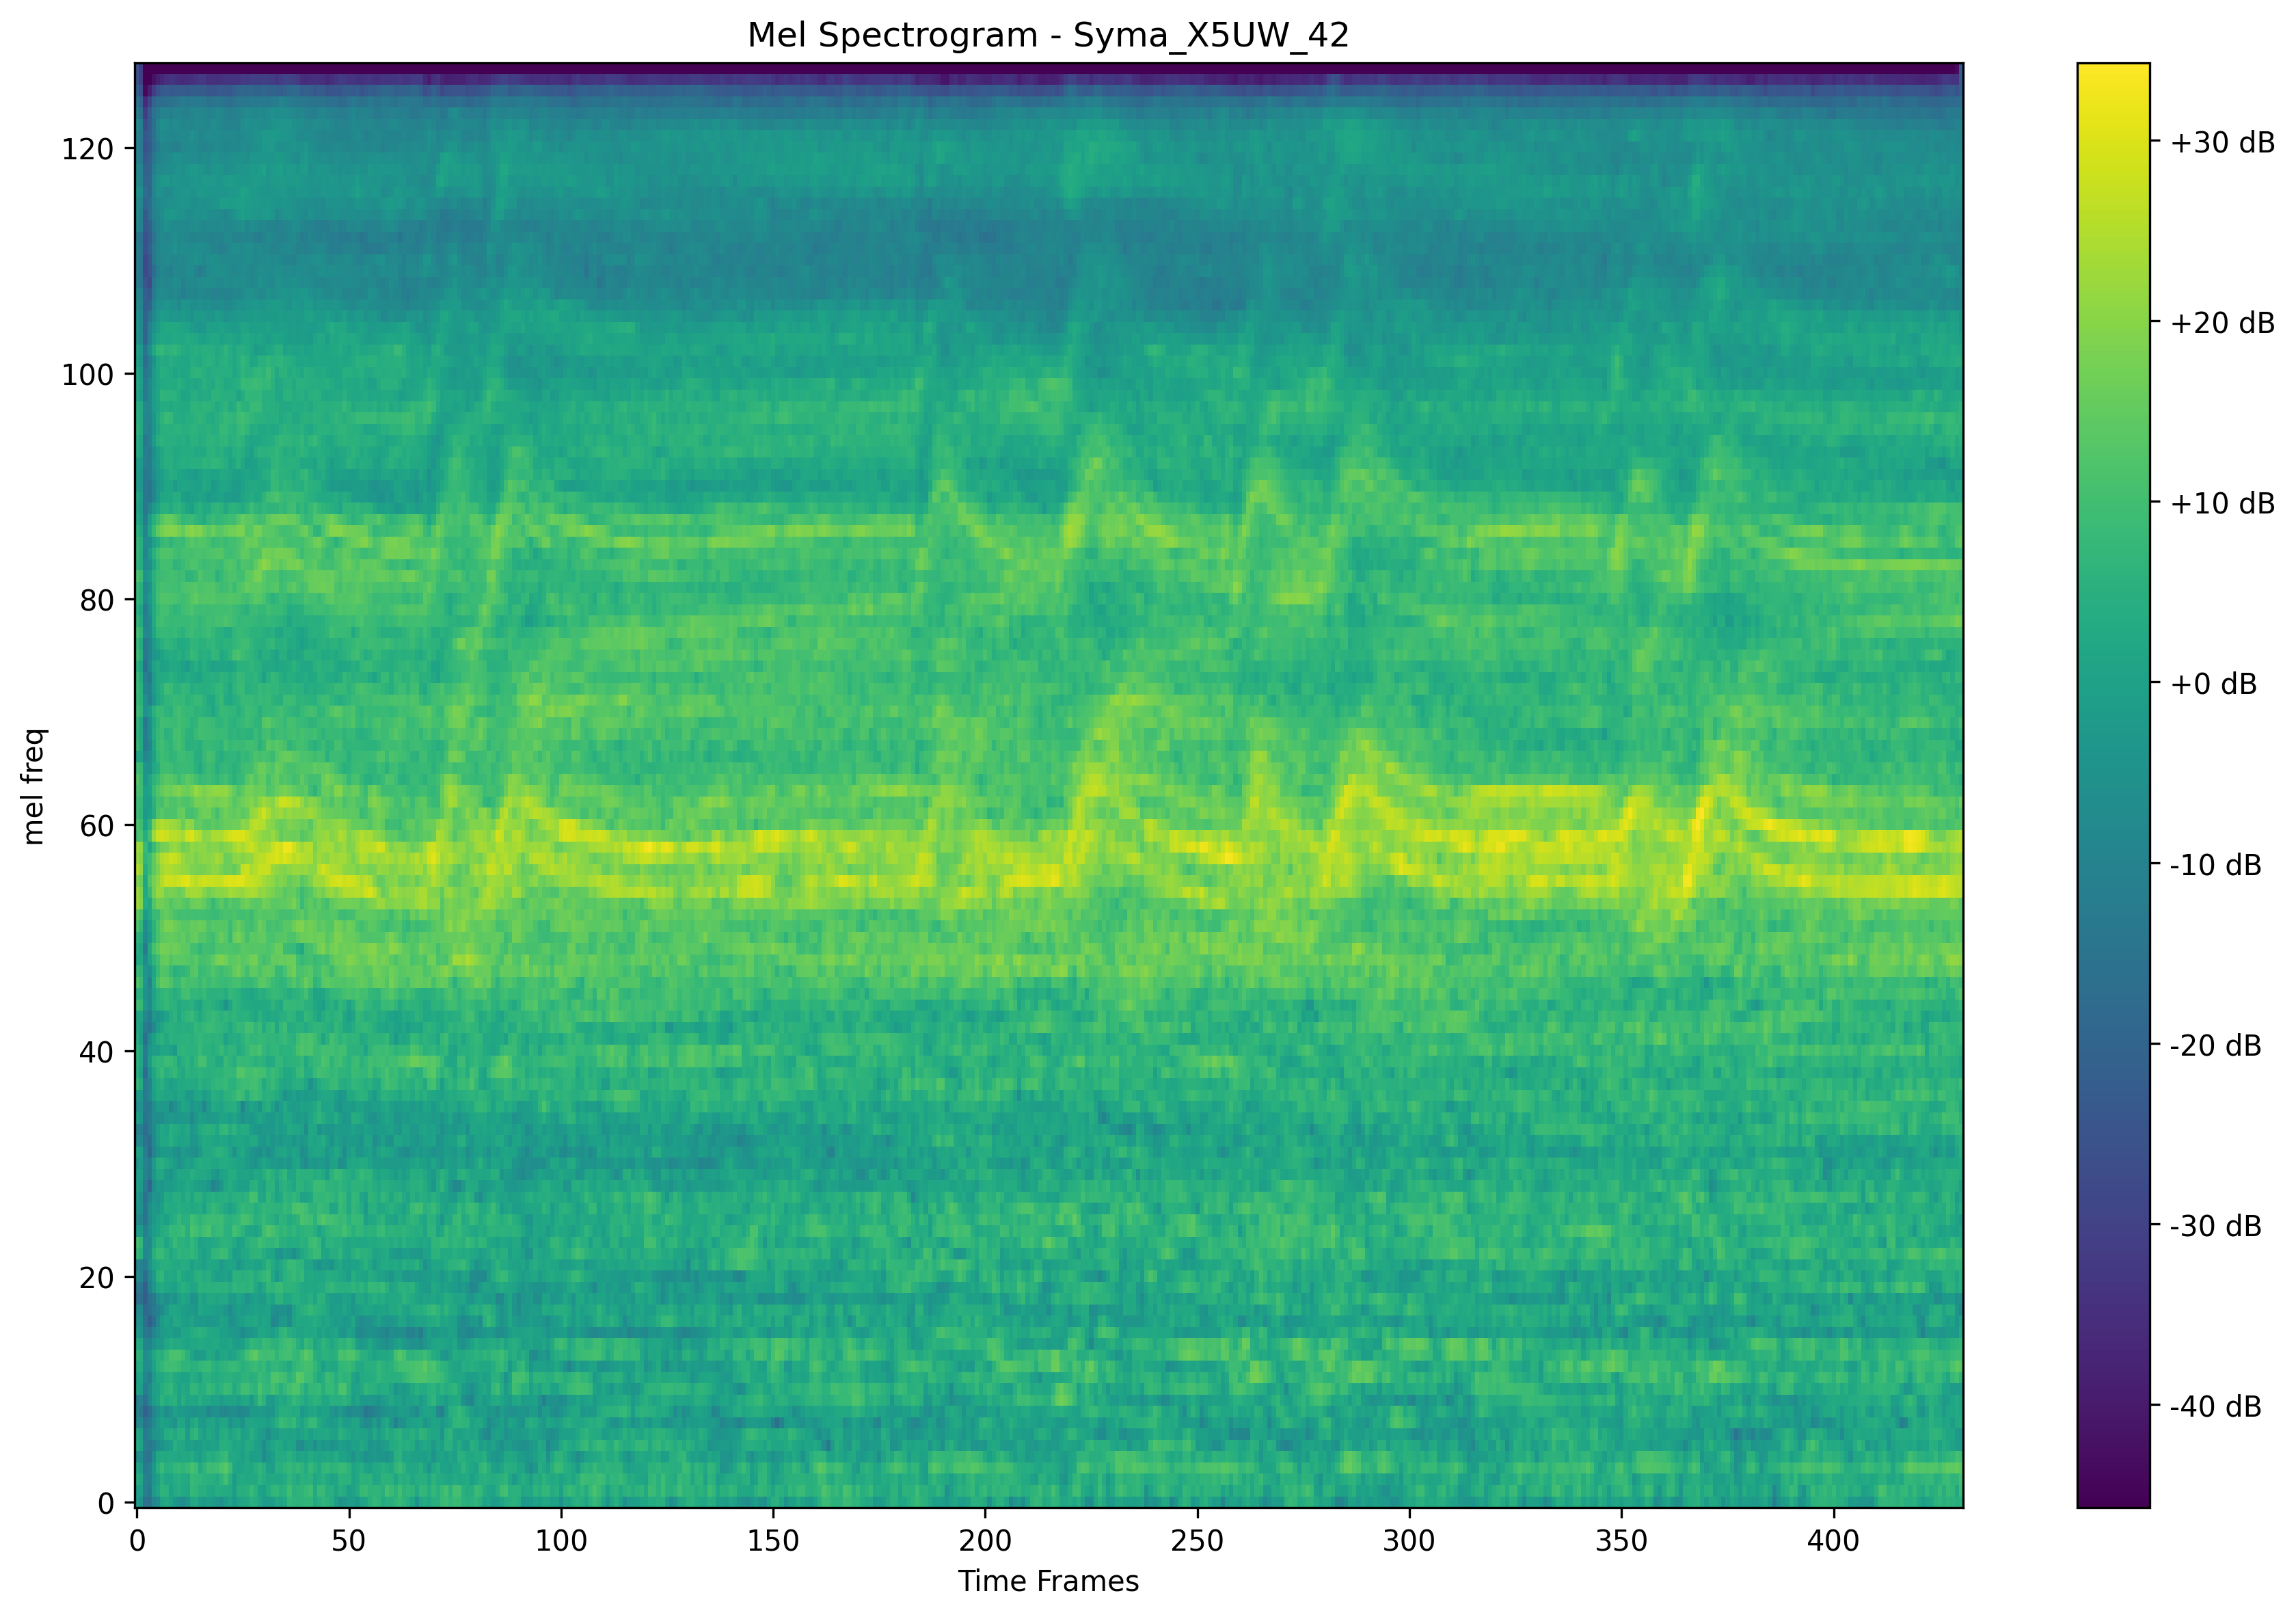 Mel Spectrogram - Syma_X5UW_42
mel freq
120
100
80
60
40
20
0
0 50 100 150 200 250 300 350 400
Time Frames
+30 dB
+20 dB
+10 dB
+0 dB
-10 dB
-20 dB
-30 dB
-40 dB